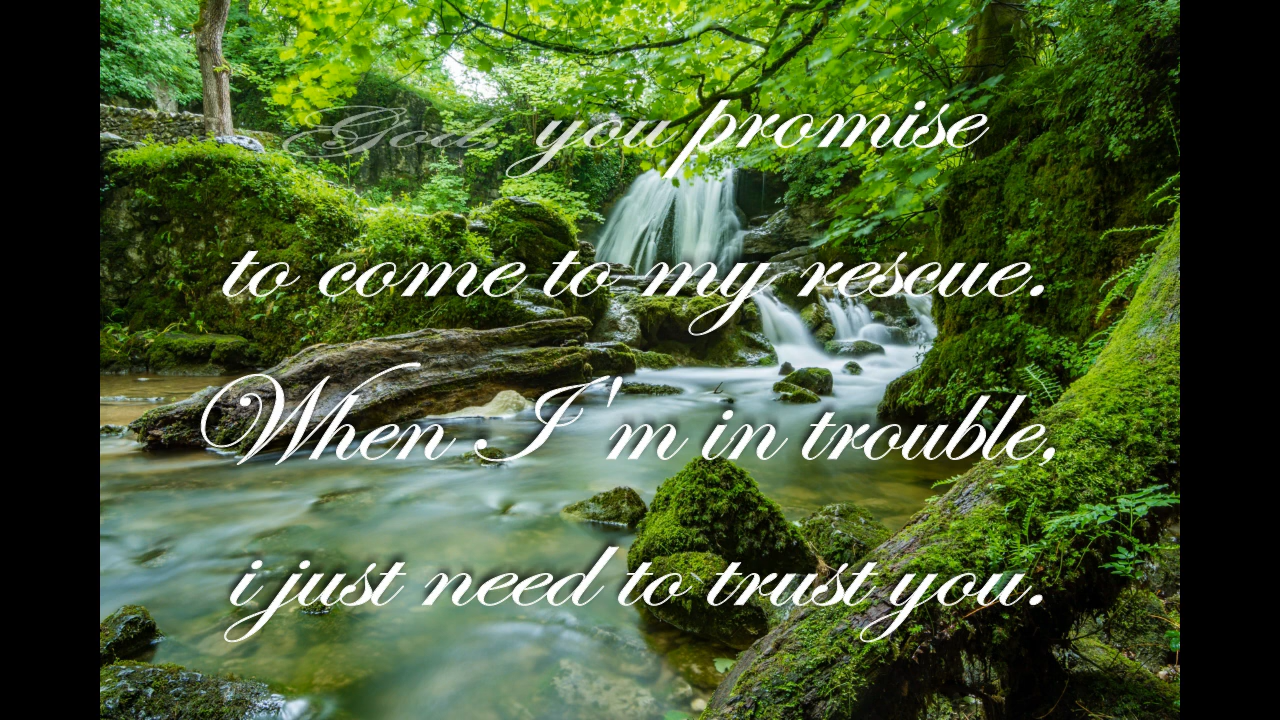 God, you promise
to come to my rescue.
When I'm in trouble,
i just need to trust you.